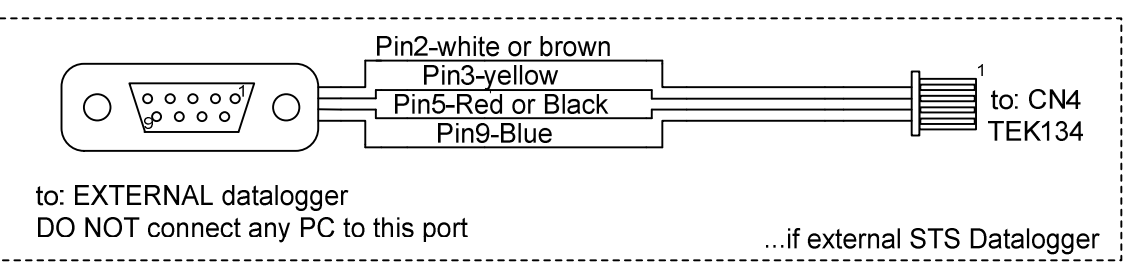 Pin2-white or brown
Pin3-yellow
Pin5-Red or Black
Pin9-Blue
1
9
1
to: CN4
TEK134
to: EXTERNAL datalogger
DO NOT connect any PC to this port
...if external STS Datalogger